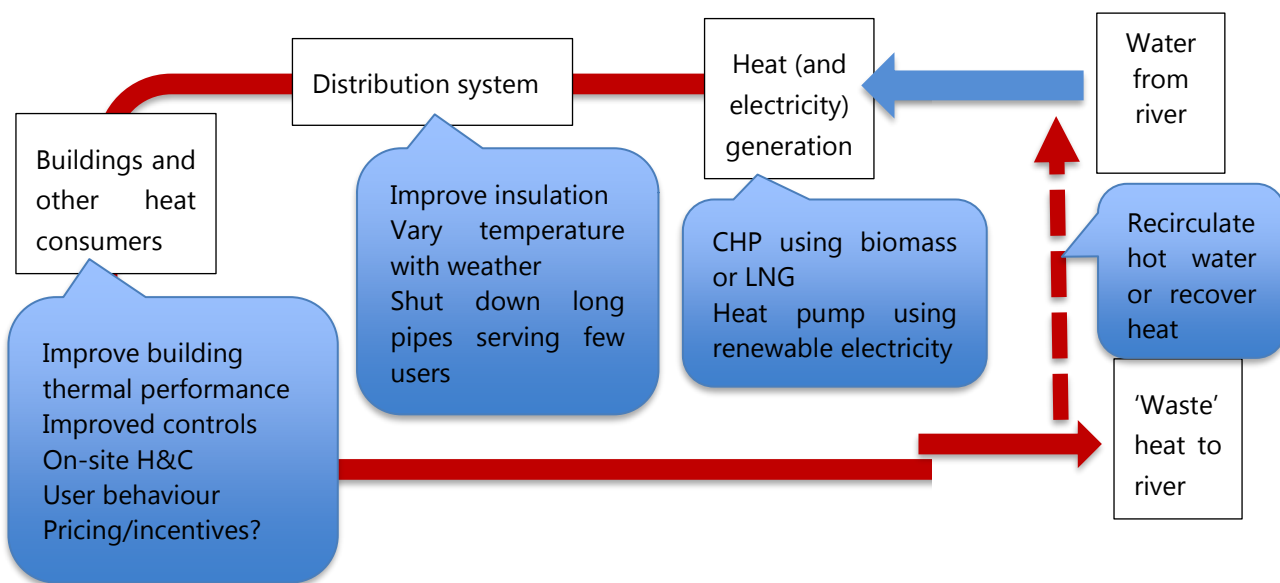 Water
from
river
Heat (and
electricity)
generation
Distribution system
Buildings and
other heat
consumers
Improve insulation
Vary temperature
with weather
Shut down long
pipes serving few
users
CHP using biomass
or LNG
Heat pump using
renewable electricity
Recirculate
hot water
or recover
heat
Improve building
thermal performance
Improved controls
On-site H&C
User behaviour
Pricing/incentives?
‘Waste’
heat to
river